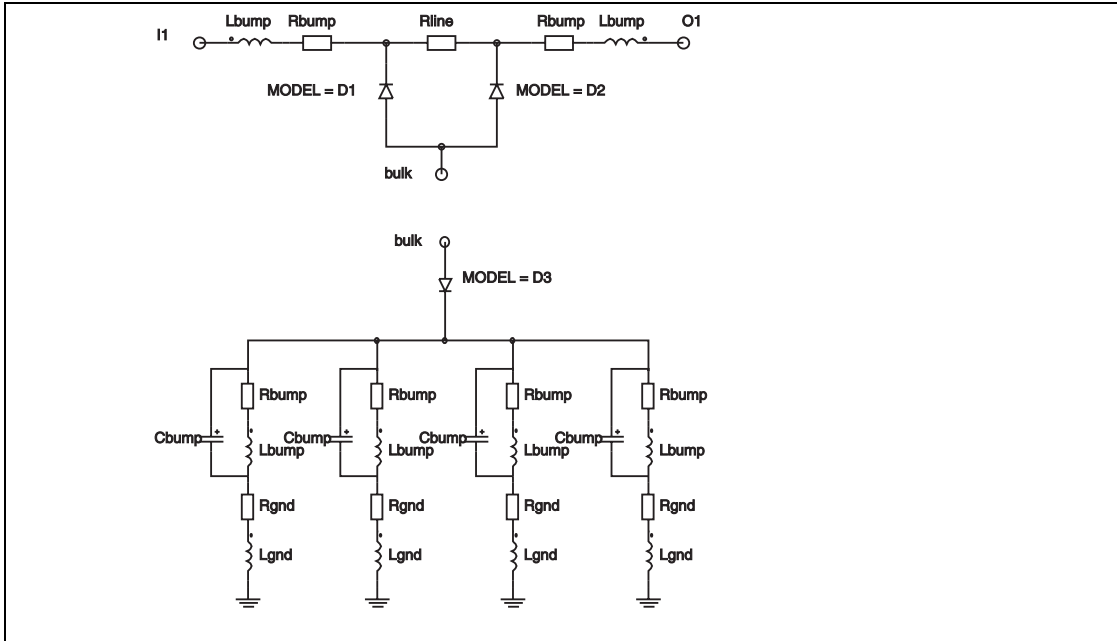 I1 Lbump Rbump Rline Rbump Lbump O1
MODEL = D1 MODEL = D2
bulk
bulk
MODEL = D3
Rbump Rbump Rbump Rbump
Cbump Cbump Cbump Cbump
Lbump Lbump Lbump Lbump
Rgnd Rgnd Rgnd Rgnd
Lgnd Lgnd Lgnd Lgnd